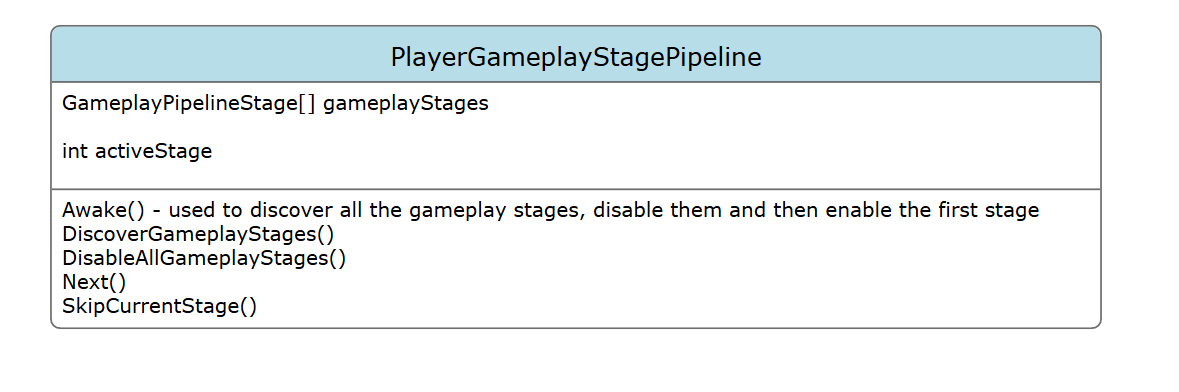 PlayerGameplayStagePipeline
GameplayPipelineStage[] gameplayStages
int activeStage
Awake() - used to discover all the gameplay stages, disable them and then enable the first stage
DiscoverGameplayStages()
DisableAllGameplayStages()
Next()
SkipCurrentStage()